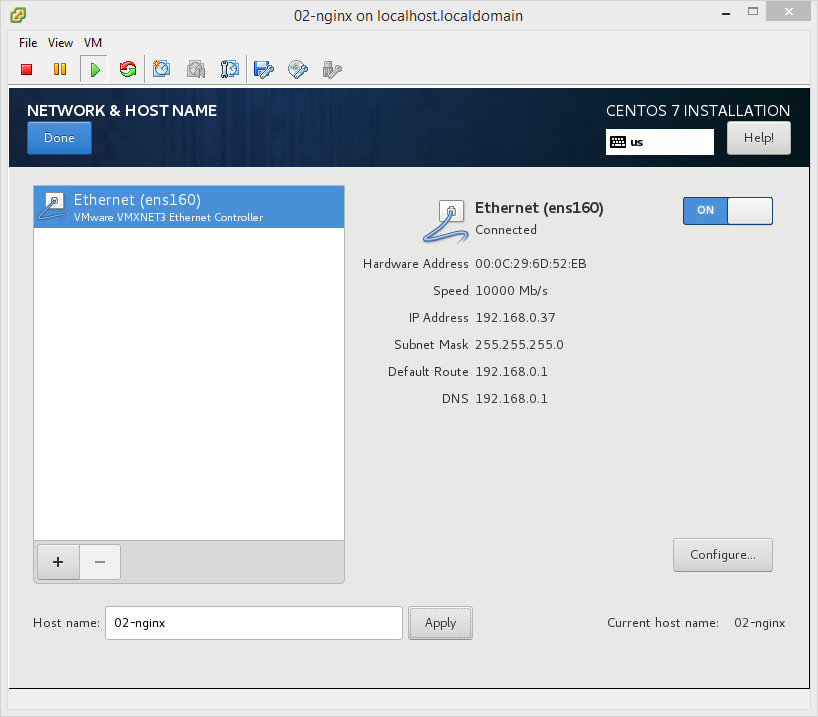 02-nginx on localhost.localdomain
File View VM
NETWORK & HOST NAME
CENTOS 7 INSTALLATION
Done
us
Help!
Ethernet (ens160)
VMware VMXNET3 Ethernet Controller
Ethernet (ens160)
Connected
ON
Hardware Address 00:0C:29:6D:52:EB
Speed 10000 Mb/s
IP Address 192.168.0.37
Subnet Mask 255.255.255.0
Default Route 192.168.0.1
DNS 192.168.0.1
+ −
Configure...
Host name: 02-nginx Apply Current host name: 02-nginx